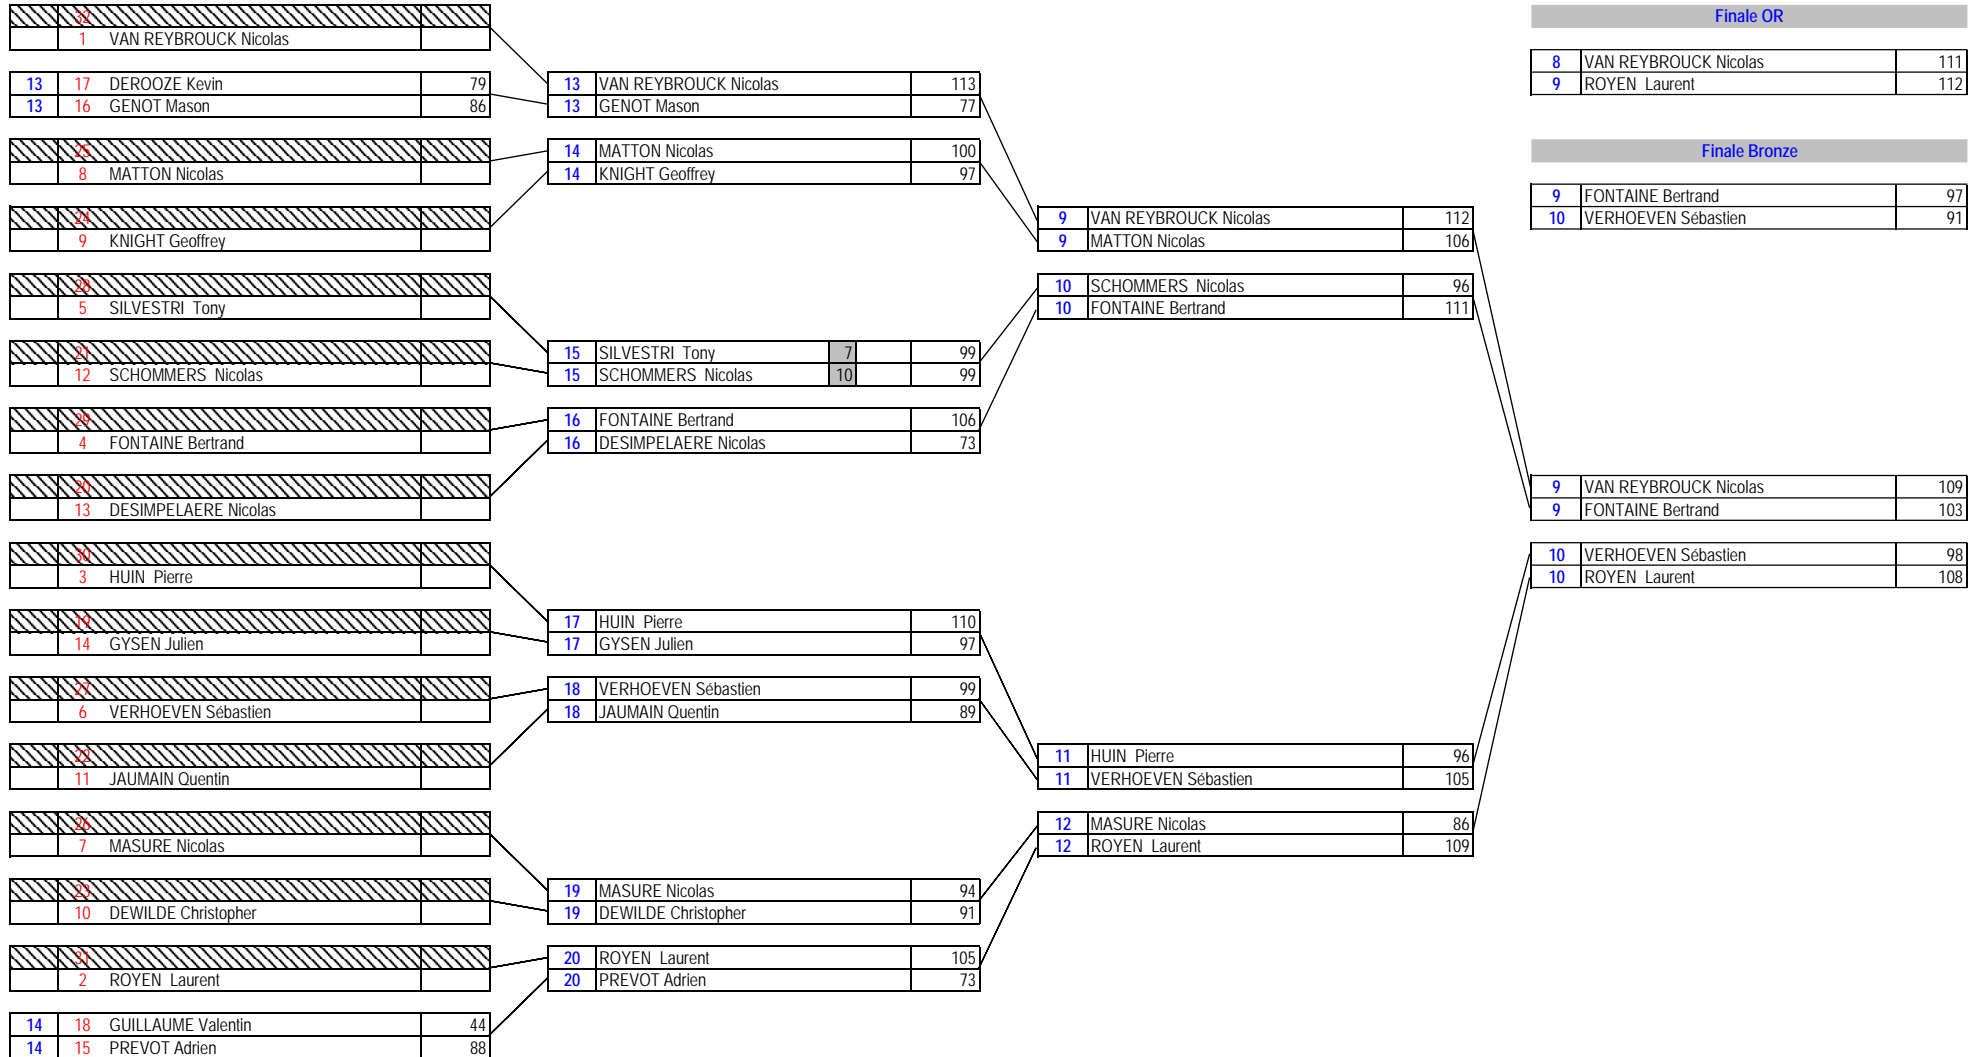 32
1 VAN REYBROUCK Nicolas
13 17 DEROOZE Kevin 79
13 16 GENOT Mason 86
25
8 MATTON Nicolas
24
9 KNIGHT Geoffrey
28
5 SILVESTRI Tony
21
12 SCHOMMERS Nicolas
29
4 FONTAINE Bertrand
20
13 DESIMPELAERE Nicolas
30
3 HUIN Pierre
19
14 GYSEN Julien
27
6 VERHOEVEN Sébastien
22
11 JAUMAIN Quentin
26
7 MASURE Nicolas
23
10 DEWILDE Christopher
31
2 ROYEN Laurent
14 18 GUILLAUME Valentin 44
14 15 PREVOT Adrien 88
13 VAN REYBROUCK Nicolas 113
13 GENOT Mason 77
14 MATTON Nicolas 100
14 KNIGHT Geoffrey 97
15 SILVESTRI Tony 7 99
15 SCHOMMERS Nicolas 10 99
16 FONTAINE Bertrand 106
16 DESIMPELAERE Nicolas 73
17 HUIN Pierre 110
17 GYSEN Julien 97
18 VERHOEVEN Sébastien 99
18 JAUMAIN Quentin 89
19 MASURE Nicolas 94
19 DEWILDE Christopher 91
20 ROYEN Laurent 105
20 PREVOT Adrien 73
9 VAN REYBROUCK Nicolas 112
9 MATTON Nicolas 106
10 SCHOMMERS Nicolas 96
10 FONTAINE Bertrand 111
11 HUIN Pierre 96
11 VERHOEVEN Sébastien 105
12 MASURE Nicolas 86
12 ROYEN Laurent 109
9 VAN REYBROUCK Nicolas 109
9 FONTAINE Bertrand 103
10 VERHOEVEN Sébastien 98
10 ROYEN Laurent 108
Finale OR
8 VAN REYBROUCK Nicolas 111
9 ROYEN Laurent 112
Finale Bronze
9 FONTAINE Bertrand 97
10 VERHOEVEN Sébastien 91